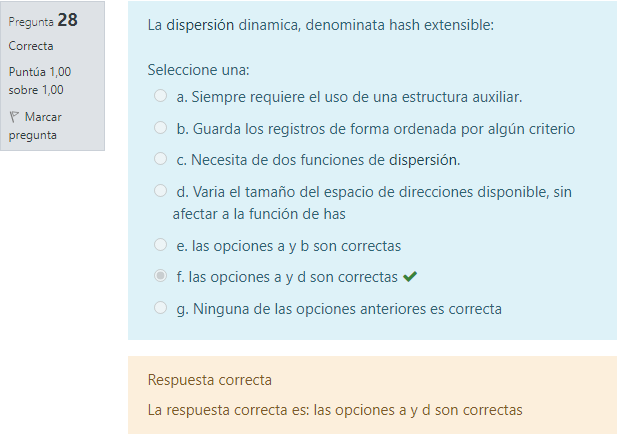 Pregunta 28
Correcta
Puntúa 1,00
sobre 1,00
Marcar
pregunta
La dispersión dinamica, denominata hash extensible:
Seleccione una:
a. Siempre requiere el uso de una estructura auxiliar.
b. Guarda los registros de forma ordenada por algún criterio
c. Necesita de dos funciones de dispersión.
d. Varia el tamaño del espacio de direcciones disponible, sin
afectar a la función de has
e. las opciones a y b son correctas
f. las opciones a y d son correctas
g. Ninguna de las opciones anteriores es correcta
Respuesta correcta
La respuesta correcta es: las opciones a y d son correctas